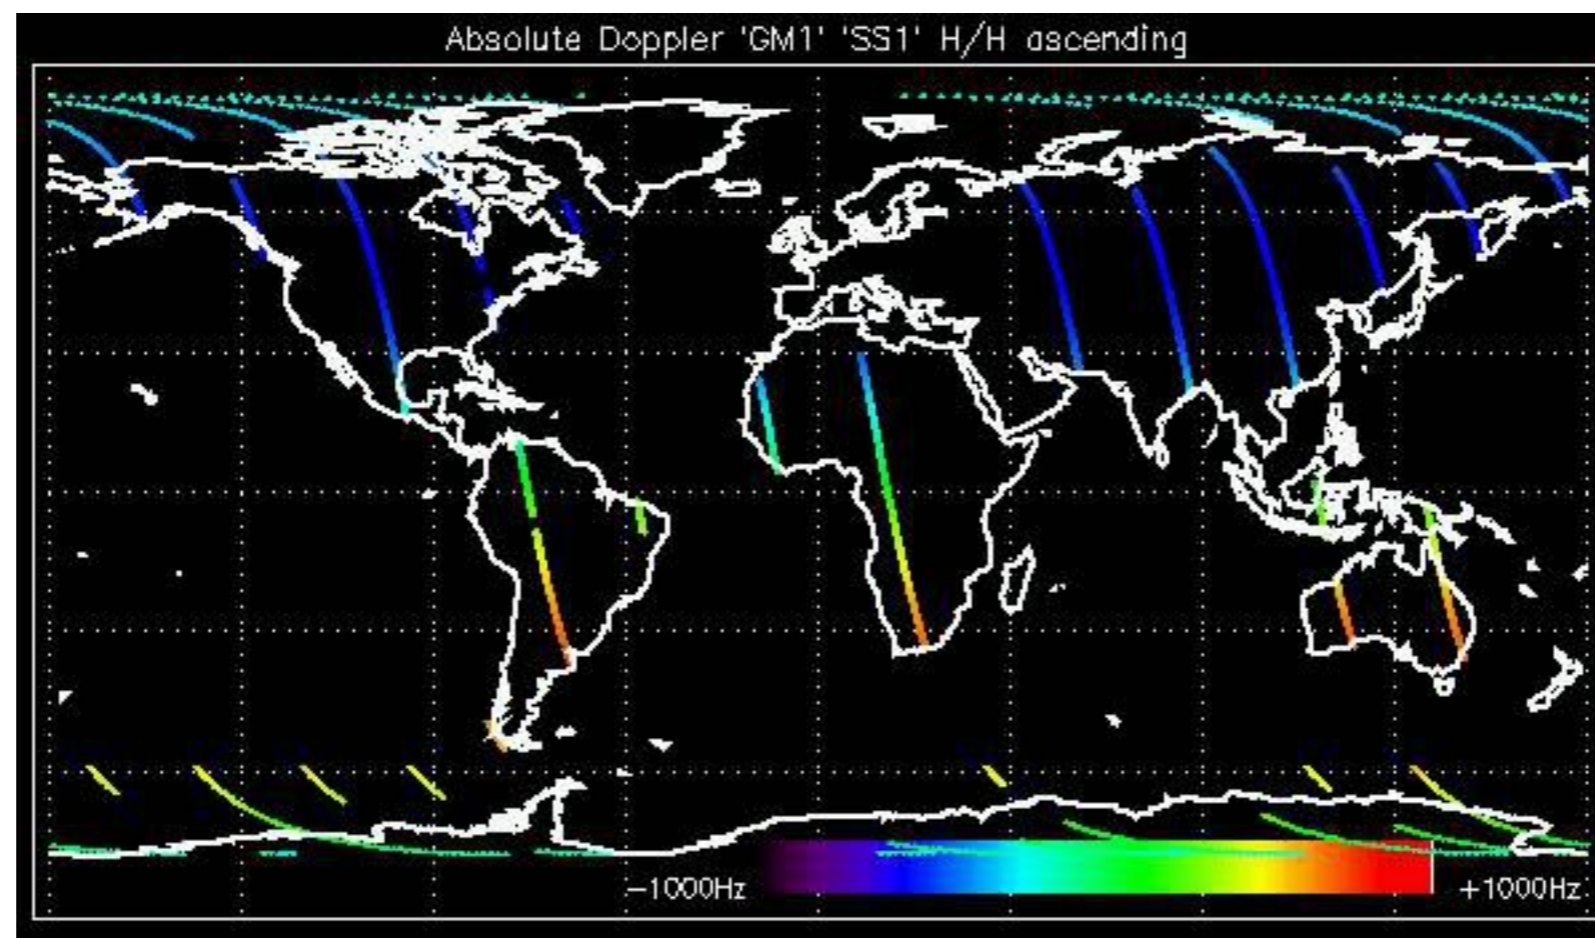 Absolute Doppler 'GM1' 'SS1' H/H ascending
−1000Hz
+1000Hz